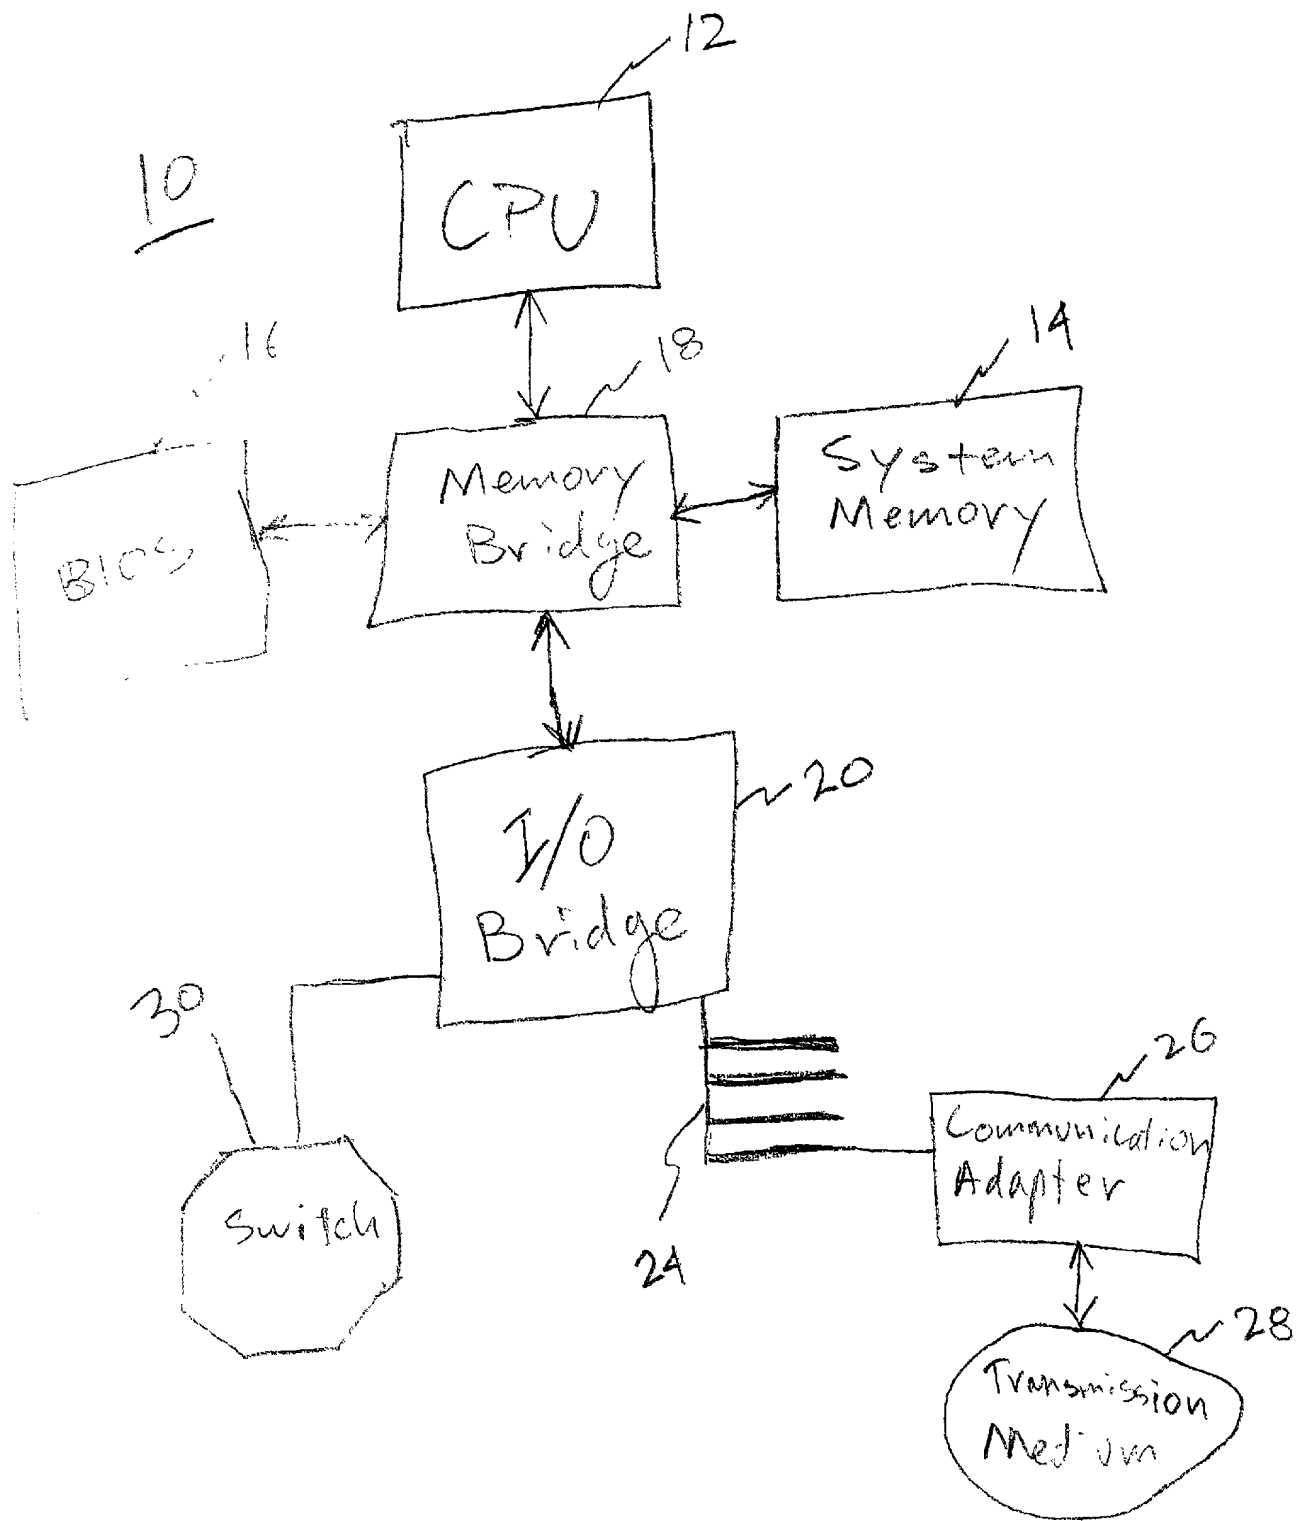 12
10
CPU
16
18
14
Memory
Bridge
System
Memory
BIOS
20
I/O
Bridge
30
26
Communication
Adapter
Switch
24
28
Transmission
Medium